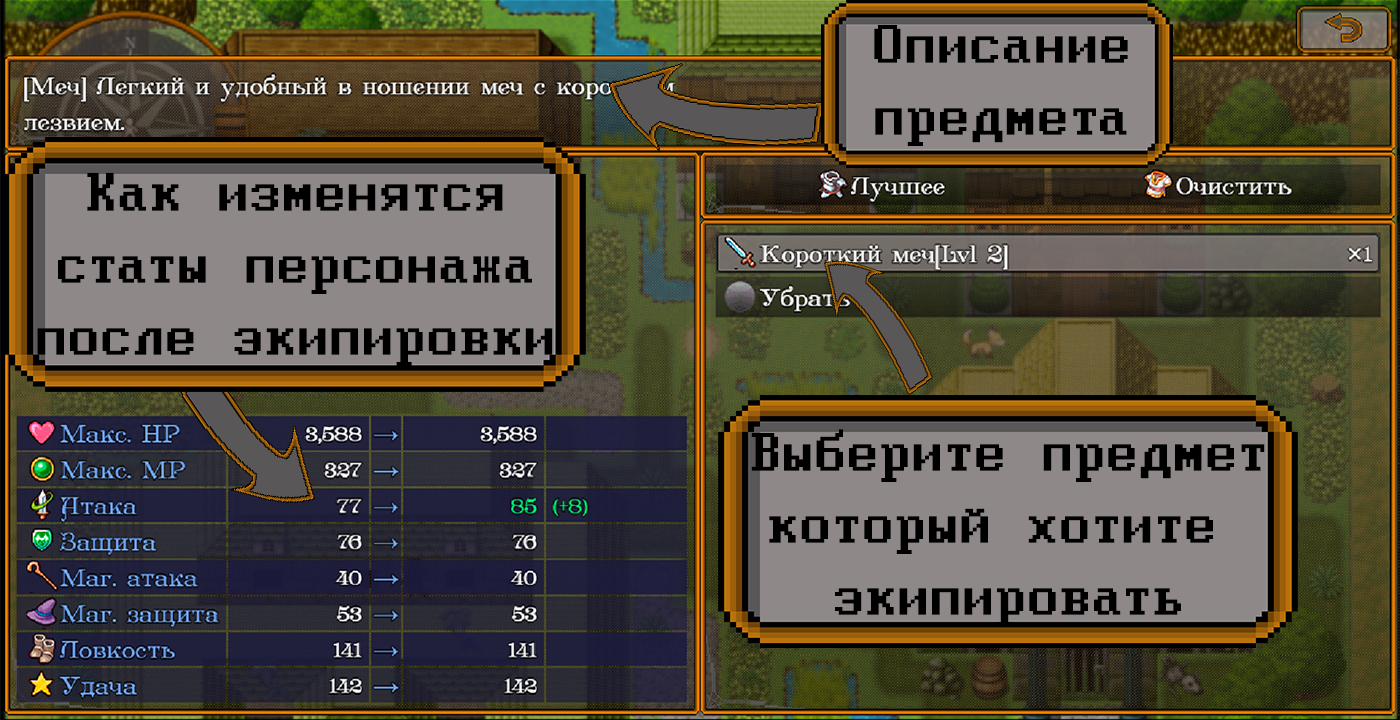 Описание
предмета
[Меч] Легкий и удобный в ношении меч с
лезвием.
Как изменятся
статы персонажа
после экипировки
Лучшее Очистить
Короткий меч[Lvl 2] ×1
Убрать
Макс. HP 3,588 → 3,588
Макс. MP 327 → 327
Атака 77 → 85 (+8)
Защита 76 → 76
Маг. атака 40 → 40
Маг. защита 53 → 53
Ловкость 141 → 141
Удача 142 → 142
Выберите предмет
который хотите
экипировать
N